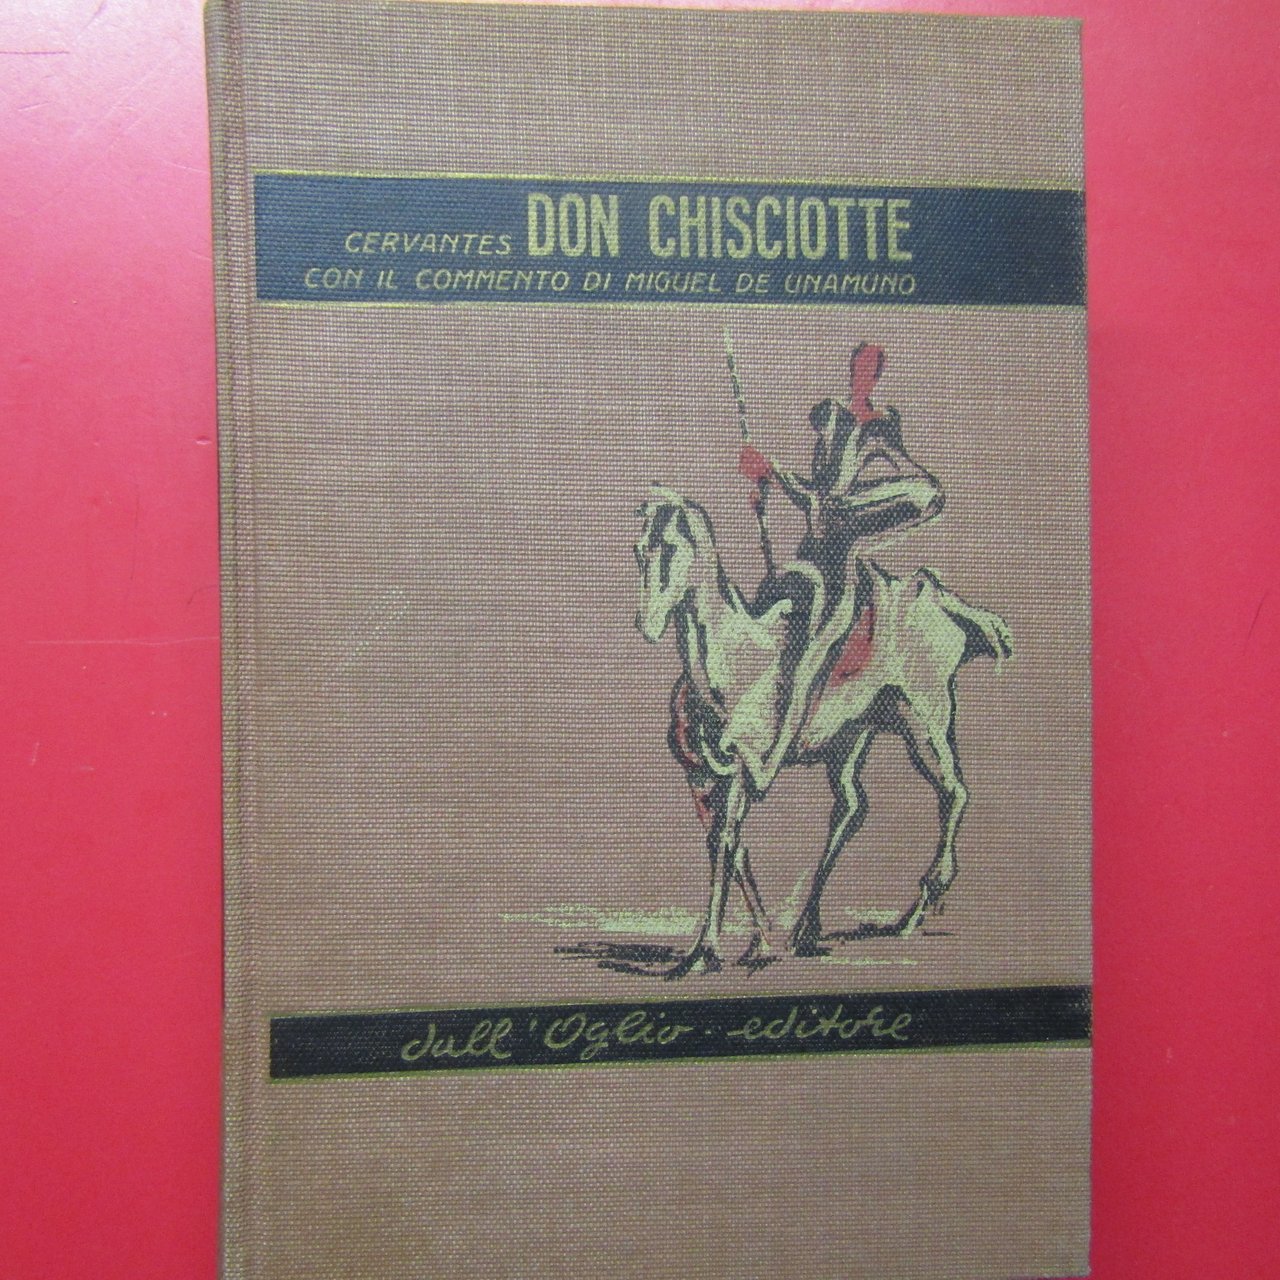 CERVANTES DON CHISCIOTTE
CON IL COMMENTO DI MIGUEL DE UNAMUNO
dall'Oglio editore